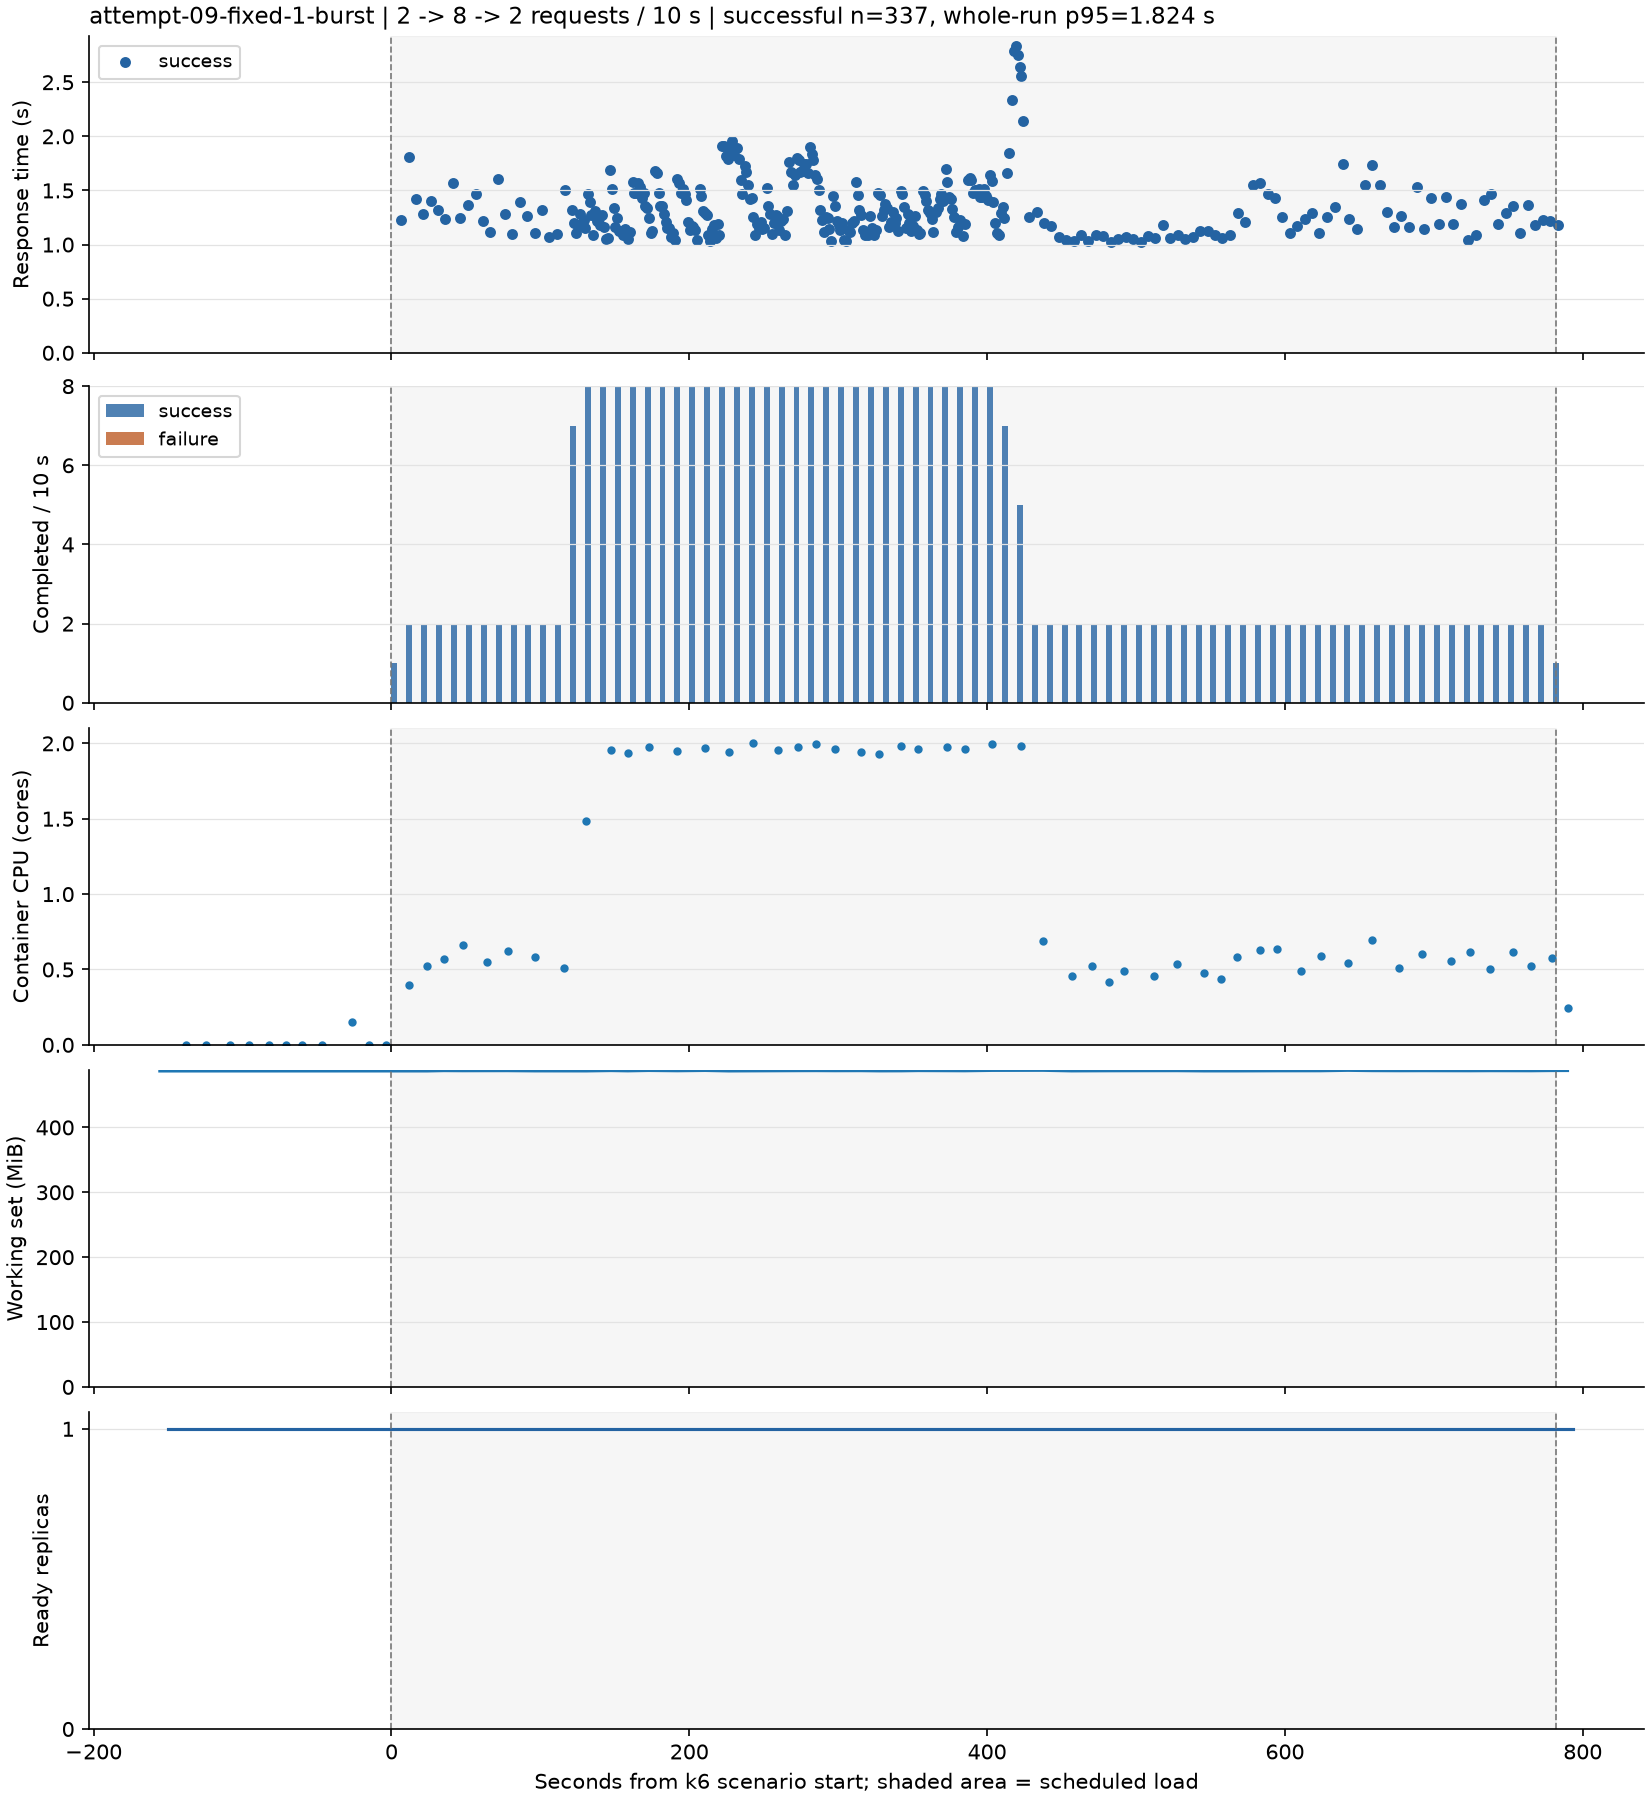 attempt-09-fixed-1-burst | 2 -> 8 -> 2 requests / 10 s | successful n=337, whole-run p95=1.824 s
success
Response time (s)
2.5
2.0
1.5
1.0
0.5
0.0
success
failure
Completed / 10 s
8
6
4
2
0
Container CPU (cores)
2.0
1.5
1.0
0.5
0.0
Working set (MiB)
400
300
200
100
0
Ready replicas
1
0
−200 0 200 400 600 800
Seconds from k6 scenario start; shaded area = scheduled load